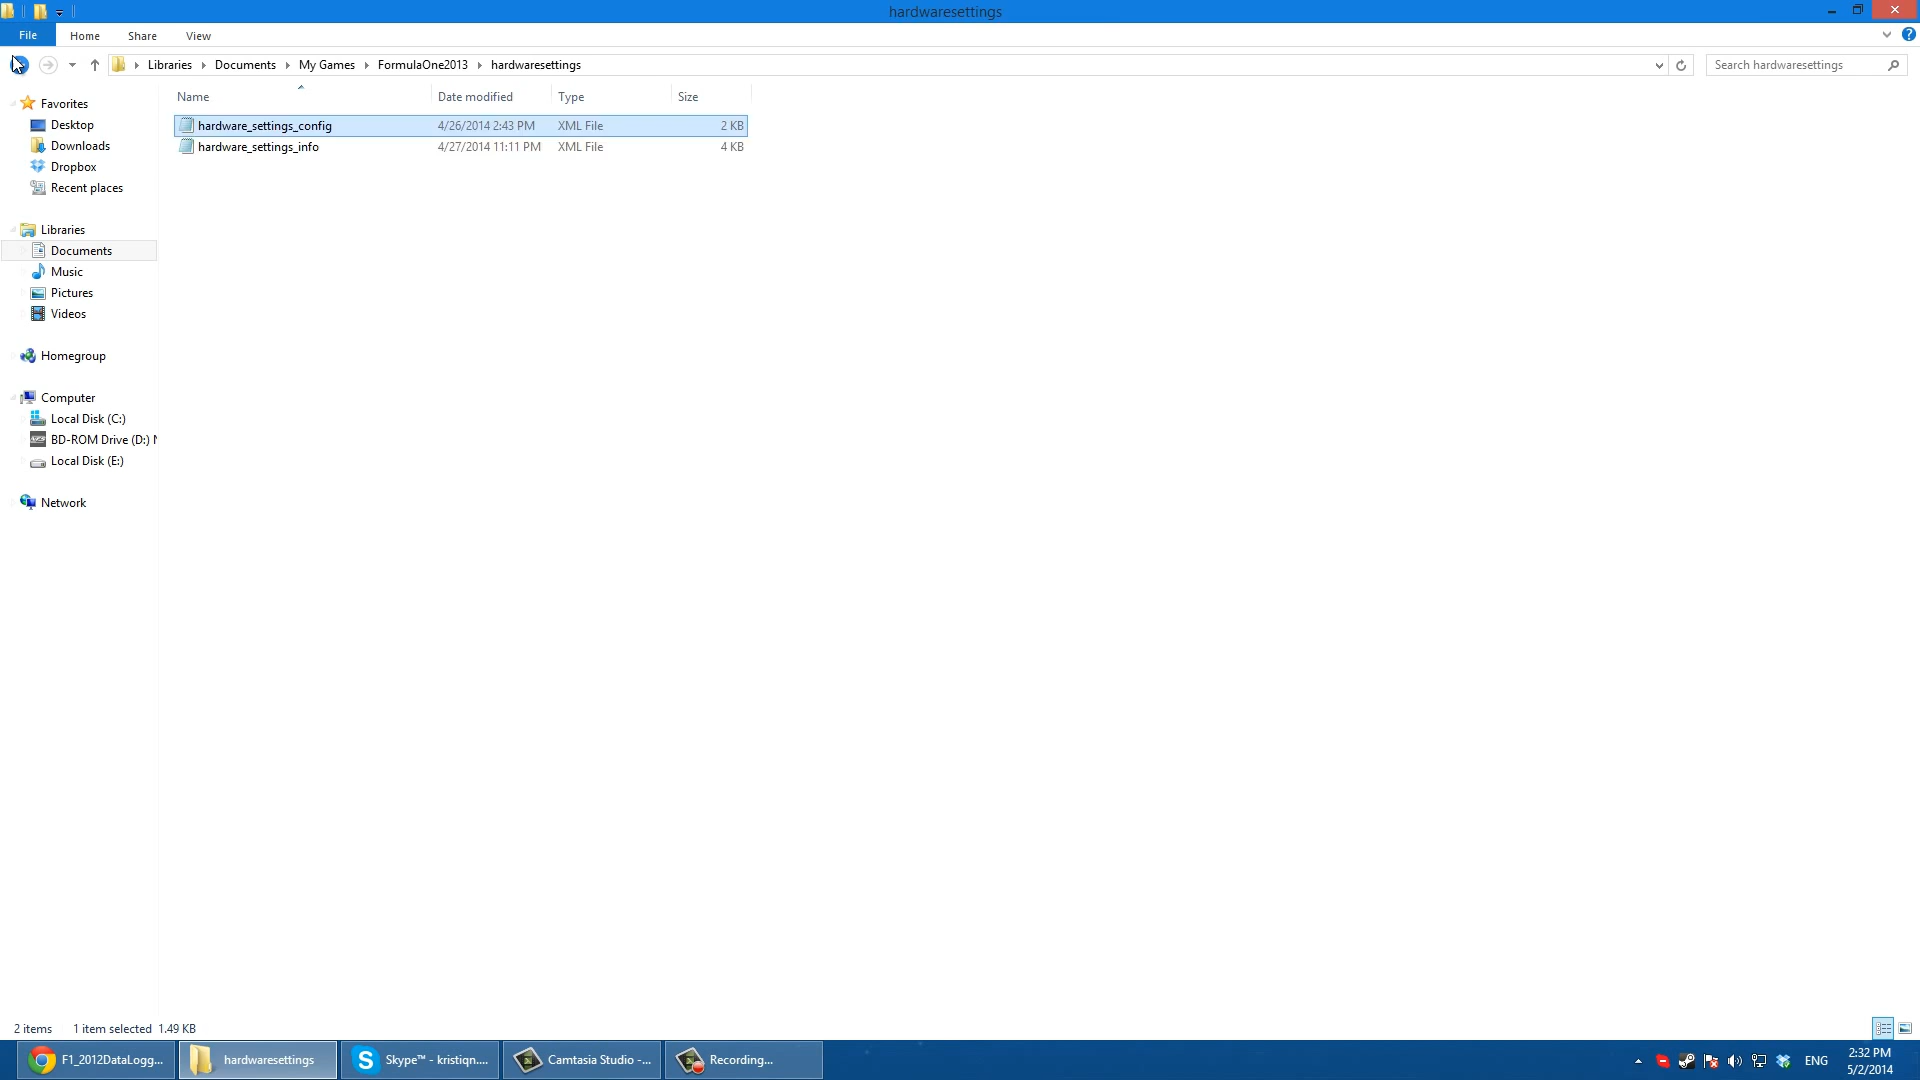 hardwaresettings
File Home Share View
Libraries Documents My Games FormulaOne2013 hardwaresettings Search hardwaresettings
Name Date modified Type Size
hardware_settings_config 4/26/2014 2:43 PM XML File 2 KB
hardware_settings_info 4/27/2014 11:11 PM XML File 4 KB
Favorites
Desktop
Downloads
Dropbox
Recent places
Libraries
Documents
Music
Pictures
Videos
Homegroup
Computer
Local Disk (C:)
BD-ROM Drive (D:) N
Local Disk (E:)
Network
2 items 1 item selected 1.49 KB
F1_2012DataLogg... hardwaresettings Skype™ - kristiqn.... Camtasia Studio -... Recording... ENG 2:32 PM
5/2/2014